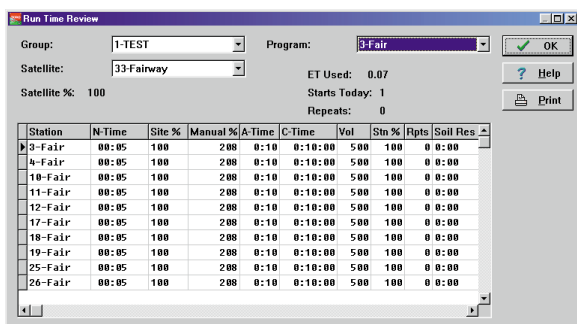 Run Time Review
Group: 1-TEST Program: 3-Fair OK
Satellite: 33-Fairway ET Used: 0.07 Help
Satellite %: 100 Starts Today: 1 Print
Repeats: 0
Station N-Time Site % Manual % A-Time C-Time Vol Stn % Rpts Soil Res
3-Fair 00:05 100 208 0:10 0:10:00 500 100 0 0:00
4-Fair 00:05 100 208 0:10 0:10:00 500 100 0 0:00
10-Fair 00:05 100 208 0:10 0:10:00 500 100 0 0:00
11-Fair 00:05 100 208 0:10 0:10:00 500 100 0 0:00
12-Fair 00:05 100 208 0:10 0:10:00 500 100 0 0:00
17-Fair 00:05 100 208 0:10 0:10:00 500 100 0 0:00
18-Fair 00:05 100 208 0:10 0:10:00 500 100 0 0:00
19-Fair 00:05 100 208 0:10 0:10:00 500 100 0 0:00
25-Fair 00:05 100 208 0:10 0:10:00 500 100 0 0:00
26-Fair 00:05 100 208 0:10 0:10:00 500 100 0 0:00